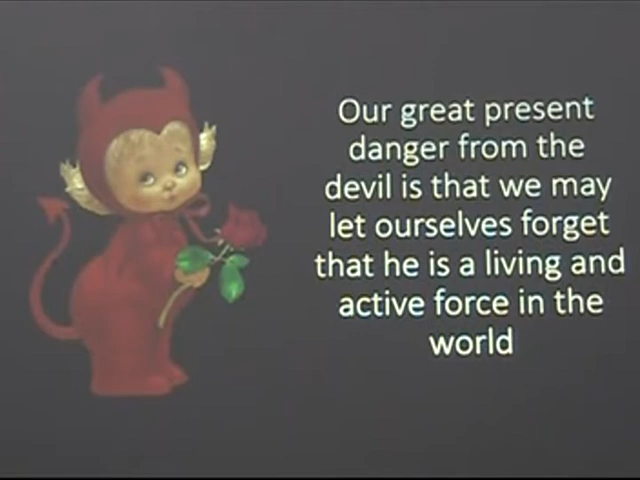 Our great present
danger from the
devil is that we may
let ourselves forget
that he is a living and
active force in the
world